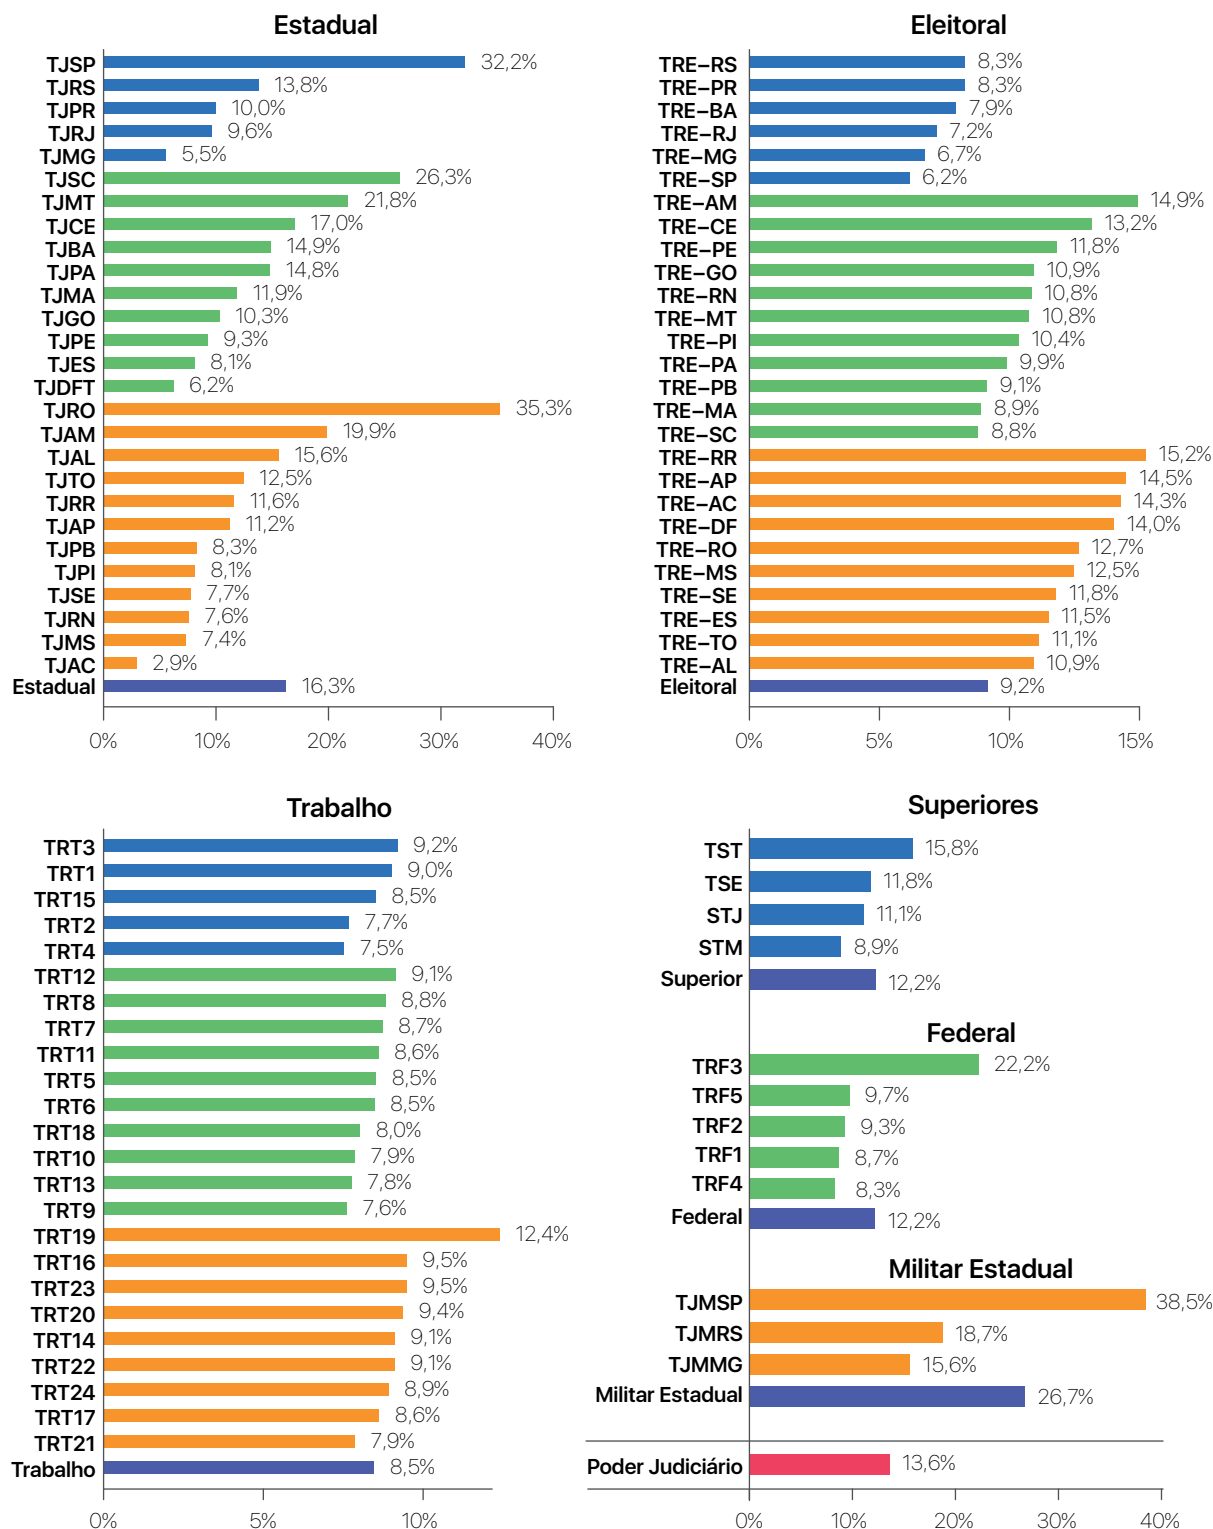 Estadual
TJSP 32,2%
TJRS 13,8%
TJPR 10,0%
TJRJ 9,6%
TJMG 5,5%
TJSC 26,3%
TJMT 21,8%
TJCE 17,0%
TJBA 14,9%
TJPA 14,8%
TJMA 11,9%
TJGO 10,3%
TJPE 9,3%
TJES 8,1%
TJDFT 6,2%
TJRO 35,3%
TJAM 19,9%
TJAL 15,6%
TJTO 12,5%
TJRR 11,6%
TJAP 11,2%
TJPB 8,3%
TJPI 8,1%
TJSE 7,7%
TJRN 7,6%
TJMS 7,4%
TJAC 2,9%
Estadual 16,3%
0% 10% 20% 30% 40%
Eleitoral
TRE–RS 8,3%
TRE–PR 8,3%
TRE–BA 7,9%
TRE–RJ 7,2%
TRE–MG 6,7%
TRE–SP 6,2%
TRE–AM 14,9%
TRE–CE 13,2%
TRE–PE 11,8%
TRE–GO 10,9%
TRE–RN 10,8%
TRE–MT 10,8%
TRE–PI 10,4%
TRE–PA 9,9%
TRE–PB 9,1%
TRE–MA 8,9%
TRE–SC 8,8%
TRE–RR 15,2%
TRE–AP 14,5%
TRE–AC 14,3%
TRE–DF 14,0%
TRE–RO 12,7%
TRE–MS 12,5%
TRE–SE 11,8%
TRE–ES 11,5%
TRE–TO 11,1%
TRE–AL 10,9%
Eleitoral 9,2%
0% 5% 10% 15%
Trabalho
TRT3 9,2%
TRT1 9,0%
TRT15 8,5%
TRT2 7,7%
TRT4 7,5%
TRT12 9,1%
TRT8 8,8%
TRT7 8,7%
TRT11 8,6%
TRT5 8,5%
TRT6 8,5%
TRT18 8,0%
TRT10 7,9%
TRT13 7,8%
TRT9 7,6%
TRT19 12,4%
TRT16 9,5%
TRT23 9,5%
TRT20 9,4%
TRT14 9,1%
TRT22 9,1%
TRT24 8,9%
TRT17 8,6%
TRT21 7,9%
Trabalho 8,5%
0% 5% 10%
Superiores
TST 15,8%
TSE 11,8%
STJ 11,1%
STM 8,9%
Superior 12,2%
Federal
TRF3 22,2%
TRF5 9,7%
TRF2 9,3%
TRF1 8,7%
TRF4 8,3%
Federal 12,2%
Militar Estadual
TJMSP 38,5%
TJMRS 18,7%
TJMMG 15,6%
Militar Estadual 26,7%
Poder Judiciário 13,6%
0% 10% 20% 30% 40%